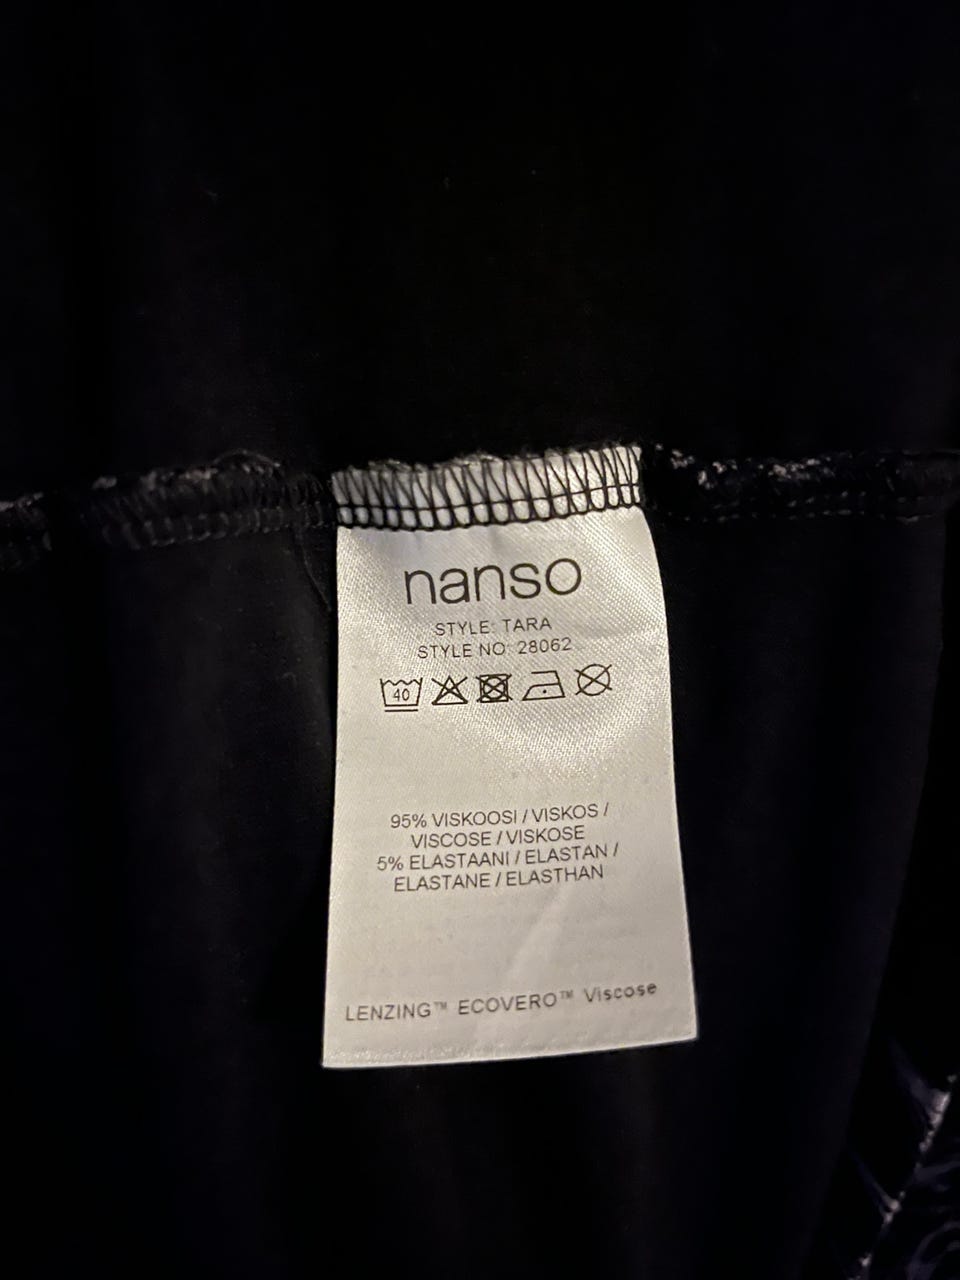 nanso
STYLE: TARA
STYLE NO: 28062
40
95% VISKOOSI / VISKOS /
VISCOSE / VISKOSE
5% ELASTAANI / ELASTAN /
ELASTANE / ELASTHAN
LENZING™ ECOVERO™ Viscose